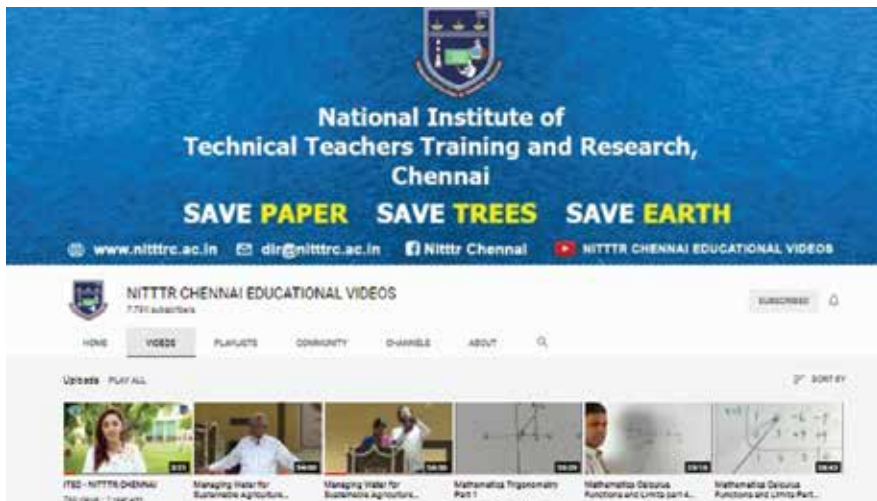 National Institute of
Technical Teachers Training and Research,
Chennai
SAVE PAPER SAVE TREES SAVE EARTH
www.nitttrc.ac.in dir@nitttrc.ac.in Nitttr Chennai NITTTR CHENNAI EDUCATIONAL VIDEOS
NITTTR CHENNAI EDUCATIONAL VIDEOS
SUBSCRIBED
subscribers
HOME VIDEOS PLAYLISTS COMMUNITY CHANNELS ABOUT
Uploads PLAY ALL SORT BY
ITEC - NITTTR CHENNAI
Managing Water for
Sustainable Agriculture...
Managing Water for
Sustainable Agriculture...
Mathematics Trigonometry
Part 1
Mathematics Calculus
Functions and Limits part 4...
Mathematics Calculus
Functions and Limits Part...